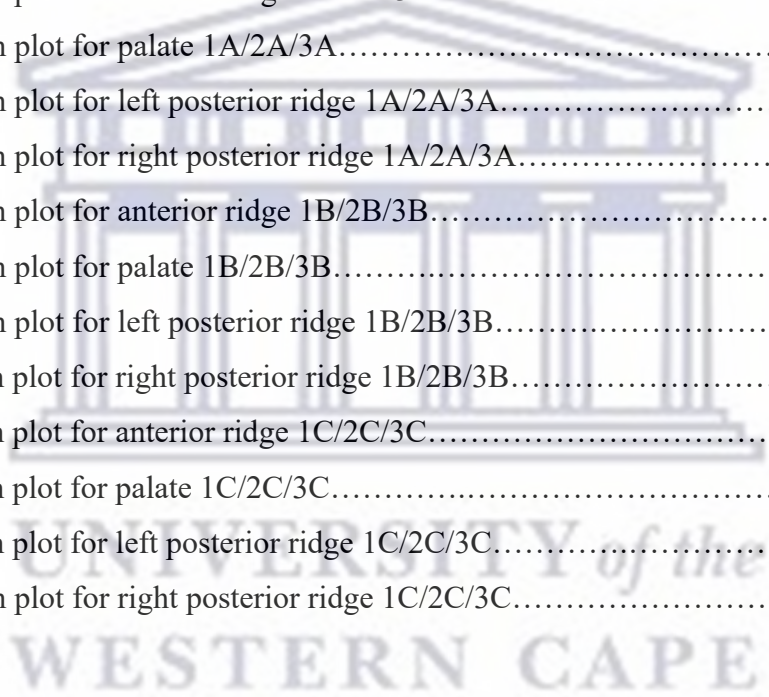 plot for palate 1A/2A/3A……………………………………
plot for left posterior ridge 1A/2A/3A…………………………
plot for right posterior ridge 1A/2A/3A………………………
plot for anterior ridge 1B/2B/3B………………………………
plot for palate 1B/2B/3B……………………………………
plot for left posterior ridge 1B/2B/3B…………………………
plot for right posterior ridge 1B/2B/3B………………………
plot for anterior ridge 1C/2C/3C………………………………
plot for palate 1C/2C/3C……………………………………
plot for left posterior ridge 1C/2C/3C…………………………
plot for right posterior ridge 1C/2C/3C………………………
UNIVERSITY of the
WESTERN CAPE